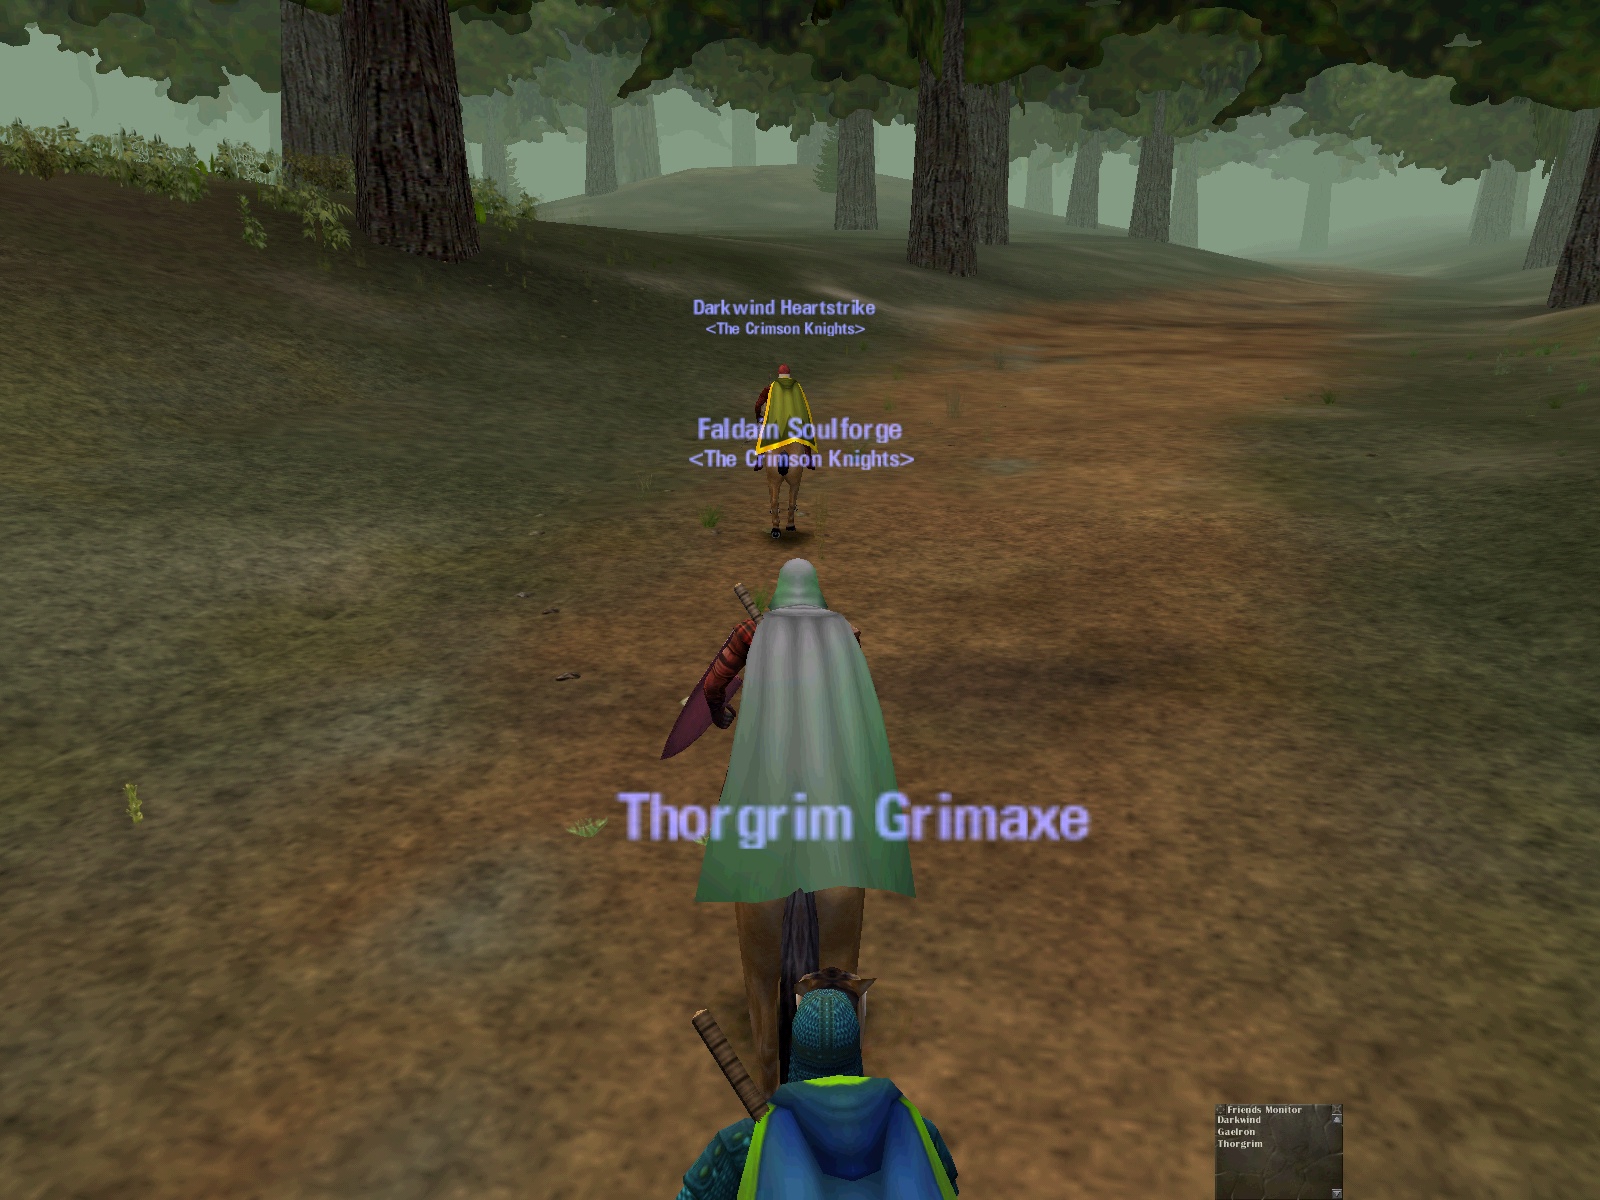 Darkwind Heartstrike
<The Crimson Knights>
Faldain Soulforge
<The Crimson Knights>
Thorgrim Grimaxe
Friends Monitor
Darkwind
Gaelron
Thorgrim